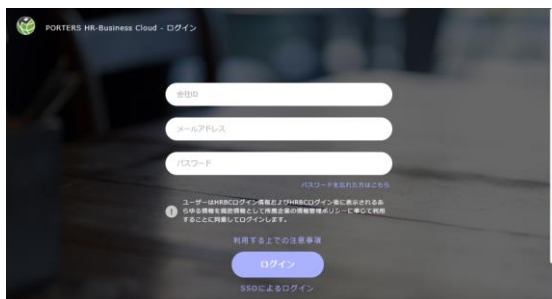 PORTERS HR-Business Cloud - ログイン
会社ID
メールアドレス
パスワード
パスワードを忘れた方はこちら
ユーザーはHRBCログイン情報およびHRBCログイン後に表示されるあ
らゆる情報を機密情報として所属企業の情報管理ポリシーに準じて利用
することに同意してログインします。
利用する上での注意事項
ログイン
SSOによるログイン